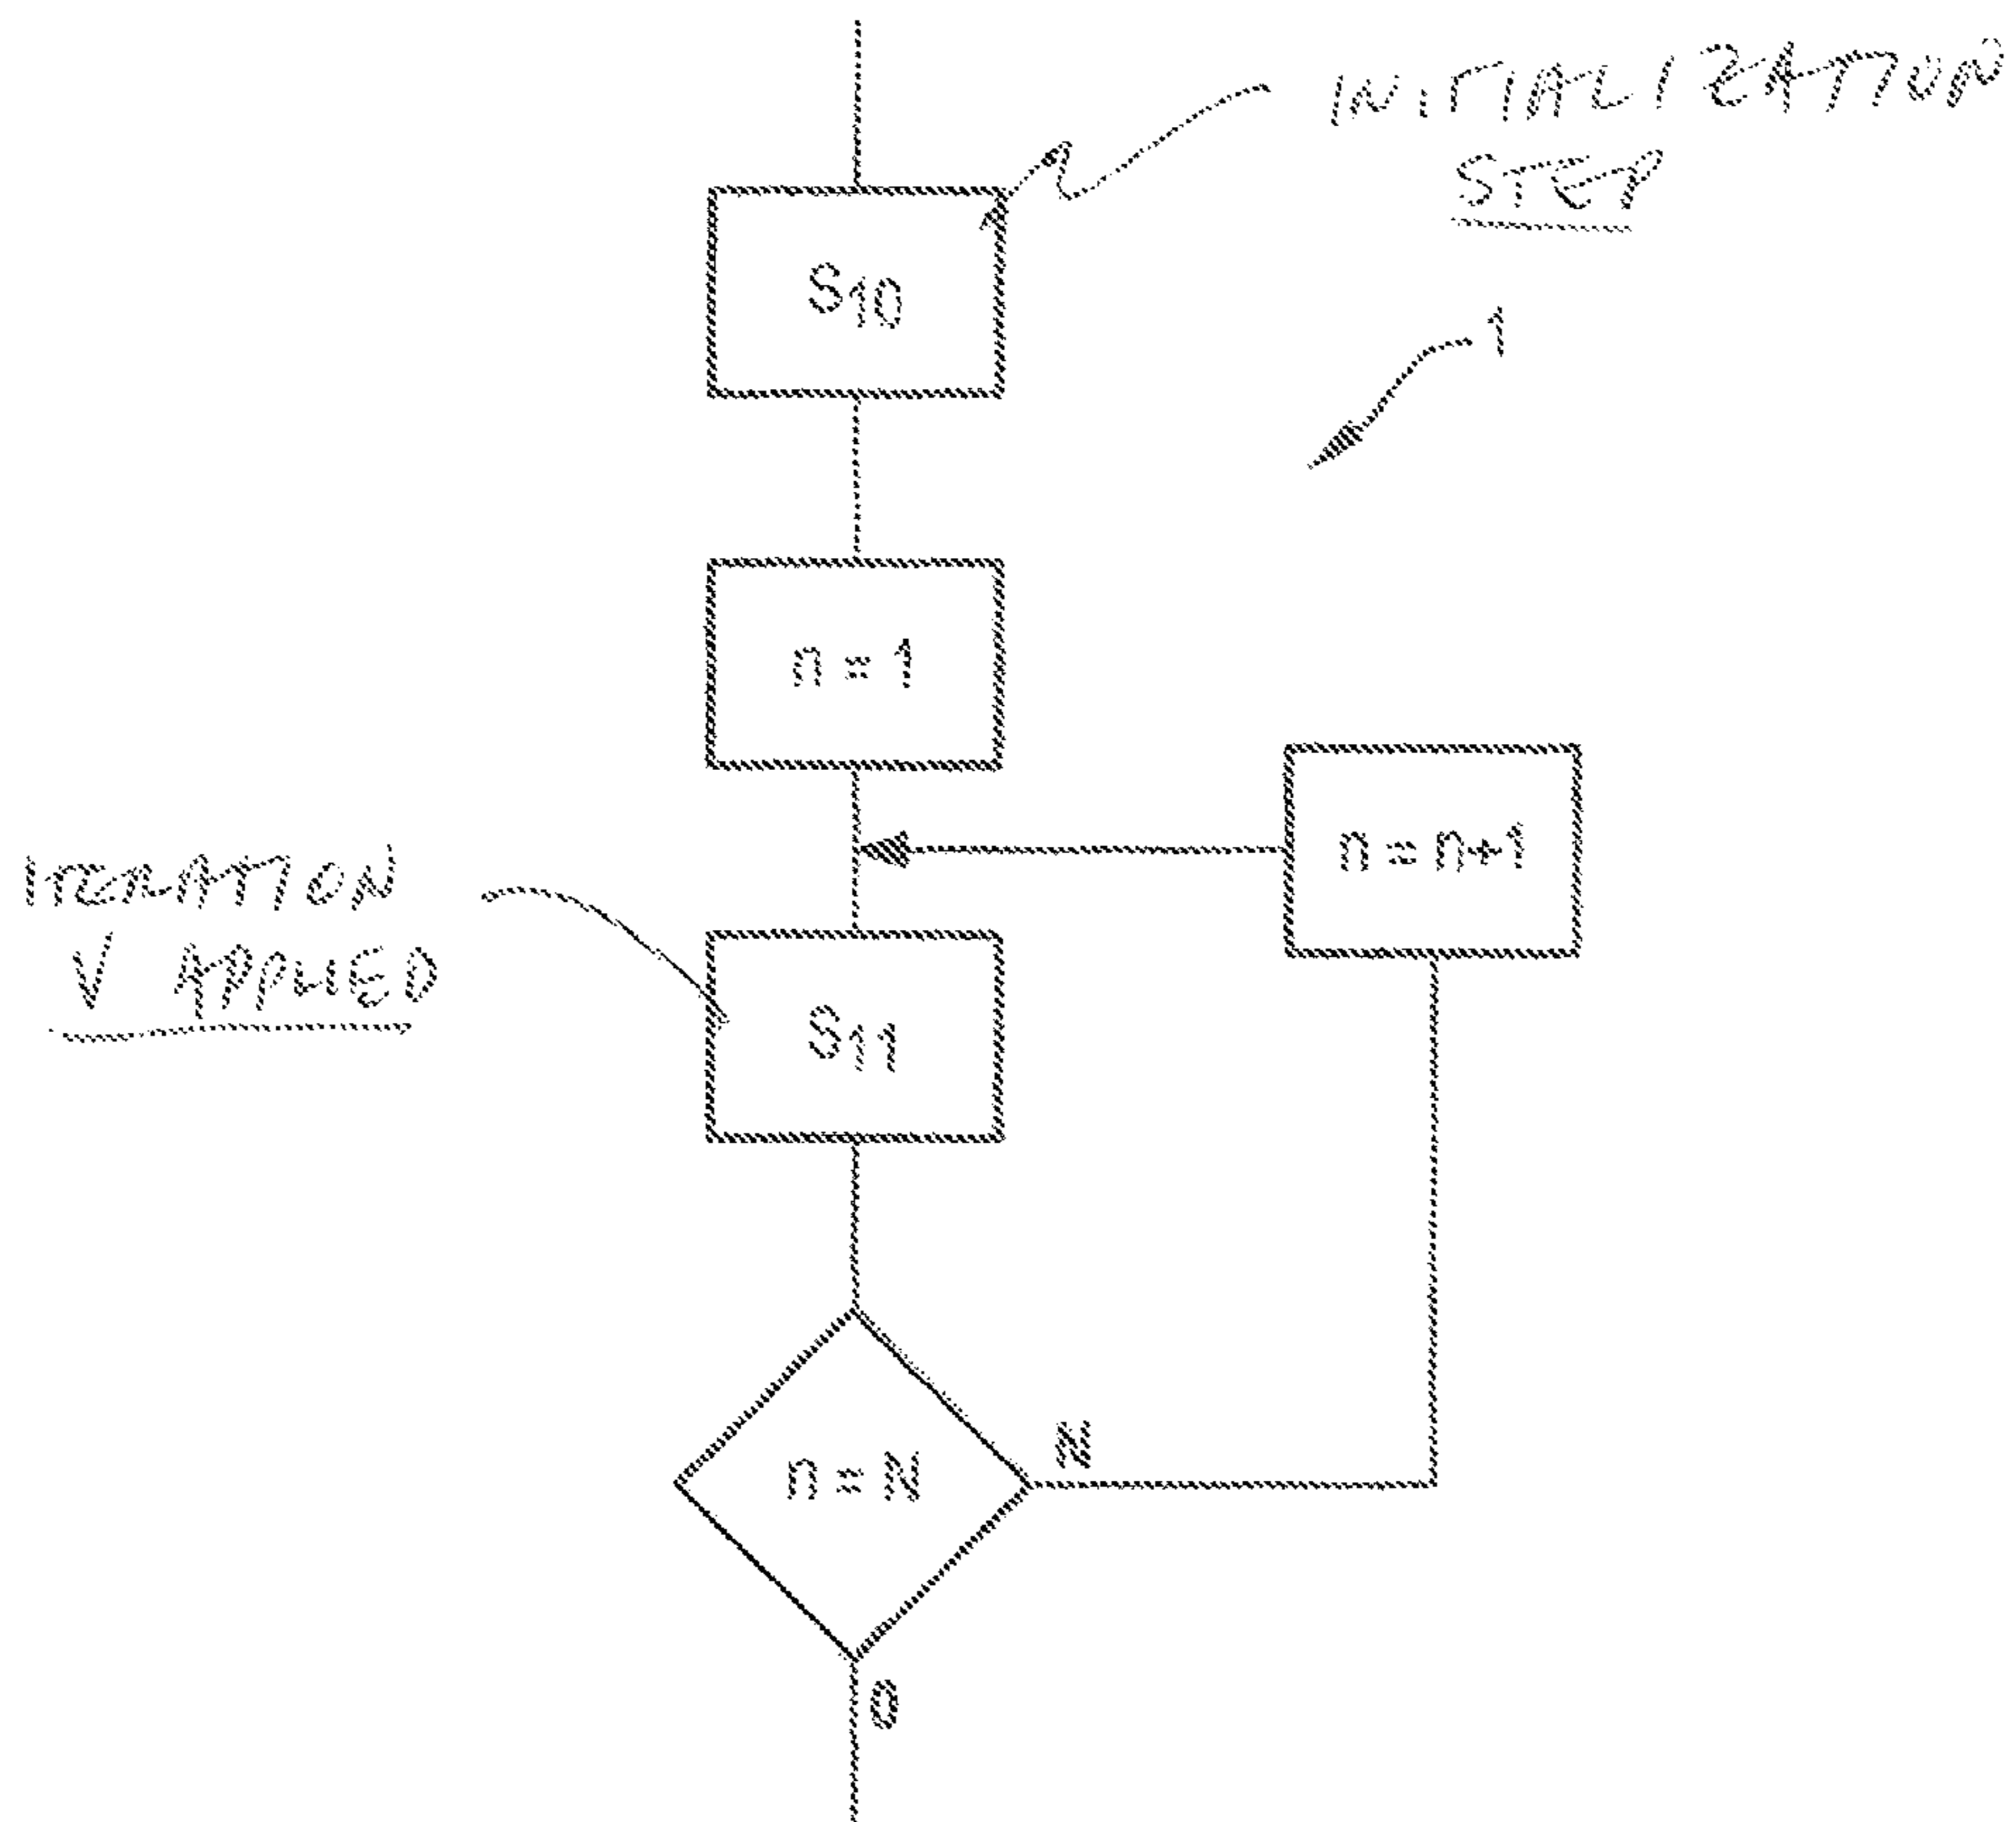 INITIALIZATION
STEP
S10
1
n = 1
n = n+1
ITERATION
V APPLIED
S11
n = N
N
O